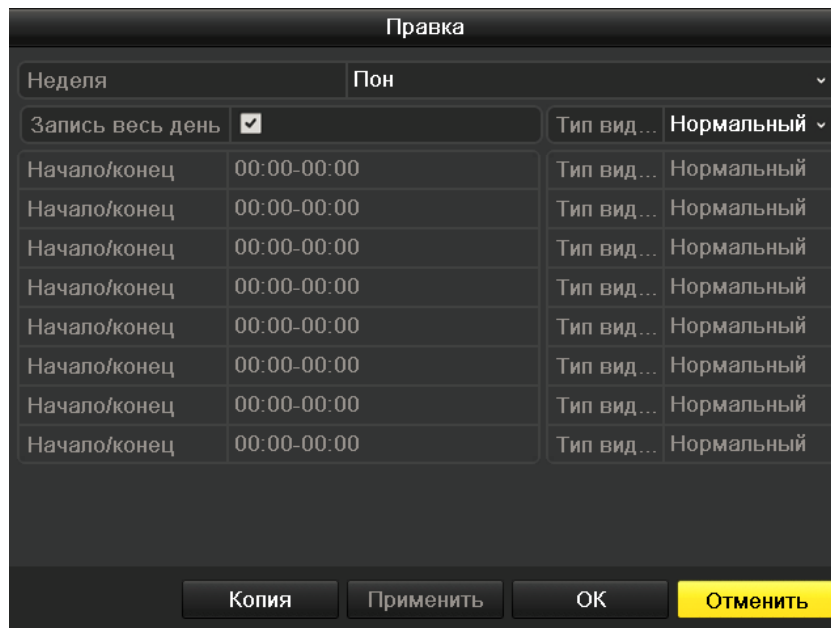 Правка
Неделя Пон
Запись весь день Тип вид... Нормальный
Начало/конец 00:00-00:00 Тип вид... Нормальный
Начало/конец 00:00-00:00 Тип вид... Нормальный
Начало/конец 00:00-00:00 Тип вид... Нормальный
Начало/конец 00:00-00:00 Тип вид... Нормальный
Начало/конец 00:00-00:00 Тип вид... Нормальный
Начало/конец 00:00-00:00 Тип вид... Нормальный
Начало/конец 00:00-00:00 Тип вид... Нормальный
Начало/конец 00:00-00:00 Тип вид... Нормальный
Копия Применить ОК Отменить